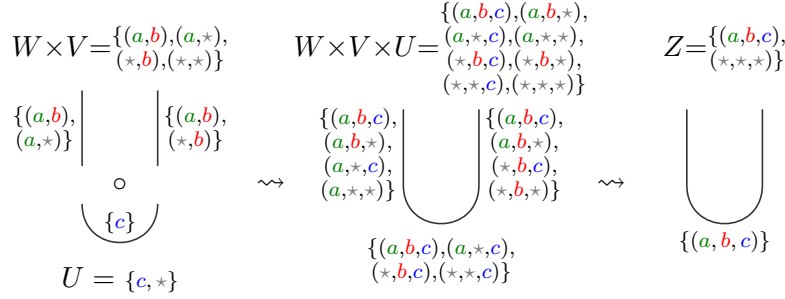 W×V={(a,b),(a,⋆),
(⋆,b),(⋆,⋆)}
{(a,b),
(a,⋆)}
{(a,b),
(⋆,b)}
∘
{c}
U = {c,⋆}
⇝
W×V×U={(a,b,c),(a,b,⋆),
(a,⋆,c),(a,⋆,⋆),
(⋆,b,c),(⋆,b,⋆),
(⋆,⋆,c),(⋆,⋆,⋆)}
{(a,b,c),
(a,b,⋆),
(a,⋆,c),
(a,⋆,⋆)}
{(a,b,c),
(a,b,⋆),
(⋆,b,c),
(⋆,b,⋆)}
{(a,b,c),(a,⋆,c),
(⋆,b,c),(⋆,⋆,c)}
⇝
Z={(a,b,c),
(⋆,⋆,⋆)}
{(a, b, c)}